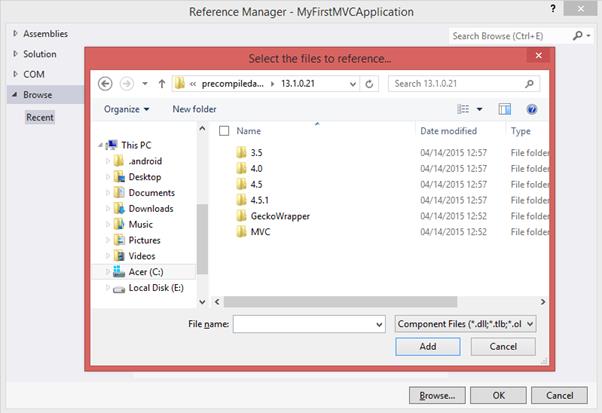 Reference Manager - MyFirstMVCApplication
Assemblies
Solution
COM
Browse
Recent
Search Browse (Ctrl+E)
Select the files to reference...
« precompileda... 13.1.0.21
Search 13.1.0.21
Organize
New folder
This PC
.android
Desktop
Documents
Downloads
Music
Pictures
Videos
Acer (C:)
Local Disk (E:)
Name Date modified Type
3.5 04/14/2015 12:57 File folder
4.0 04/14/2015 12:57 File folder
4.5 04/14/2015 12:57 File folder
4.5.1 04/14/2015 12:57 File folder
GeckoWrapper 04/14/2015 12:52 File folder
MVC 04/14/2015 12:52 File folder
File name:
Component Files (*.dll;*.tlb;*.ol
Add
Cancel
Browse...
OK
Cancel